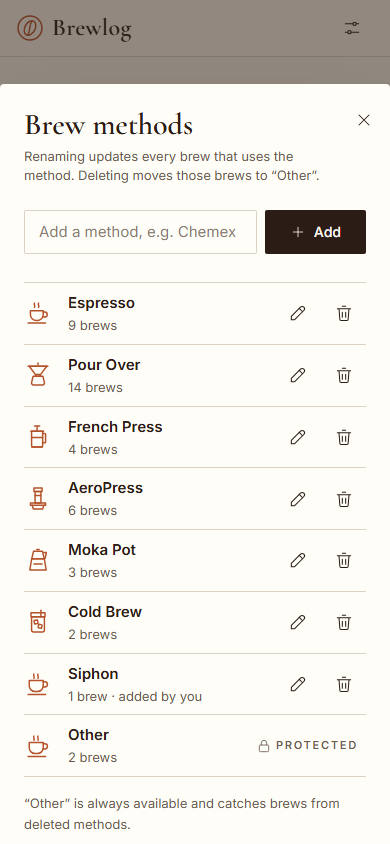 Brewlog
Brew methods
Renaming updates every brew that uses the
method. Deleting moves those brews to “Other”.
Add a method, e.g. Chemex
Add
Espresso
9 brews
Pour Over
14 brews
French Press
4 brews
AeroPress
6 brews
Moka Pot
3 brews
Cold Brew
2 brews
Siphon
1 brew · added by you
Other
2 brews
PROTECTED
“Other” is always available and catches brews from
deleted methods.